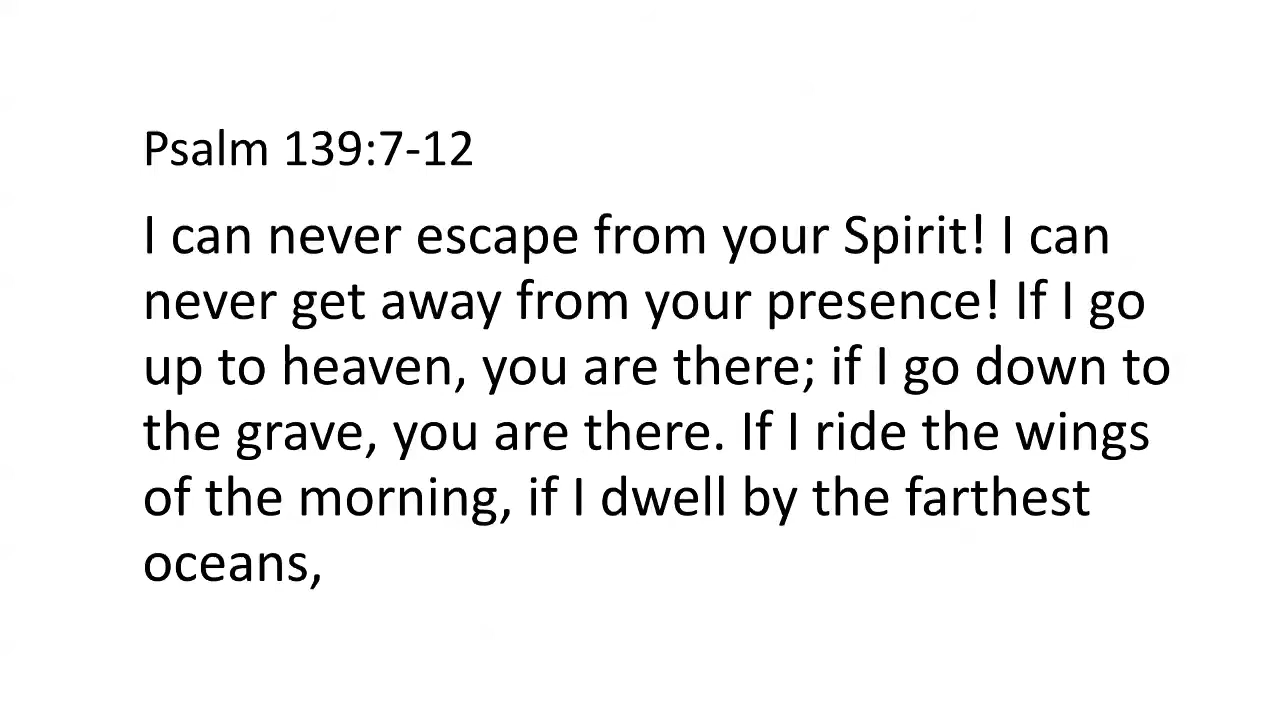 Psalm 139:7-12
I can never escape from your Spirit! I can
never get away from your presence! If I go
up to heaven, you are there; if I go down to
the grave, you are there. If I ride the wings
of the morning, if I dwell by the farthest
oceans,